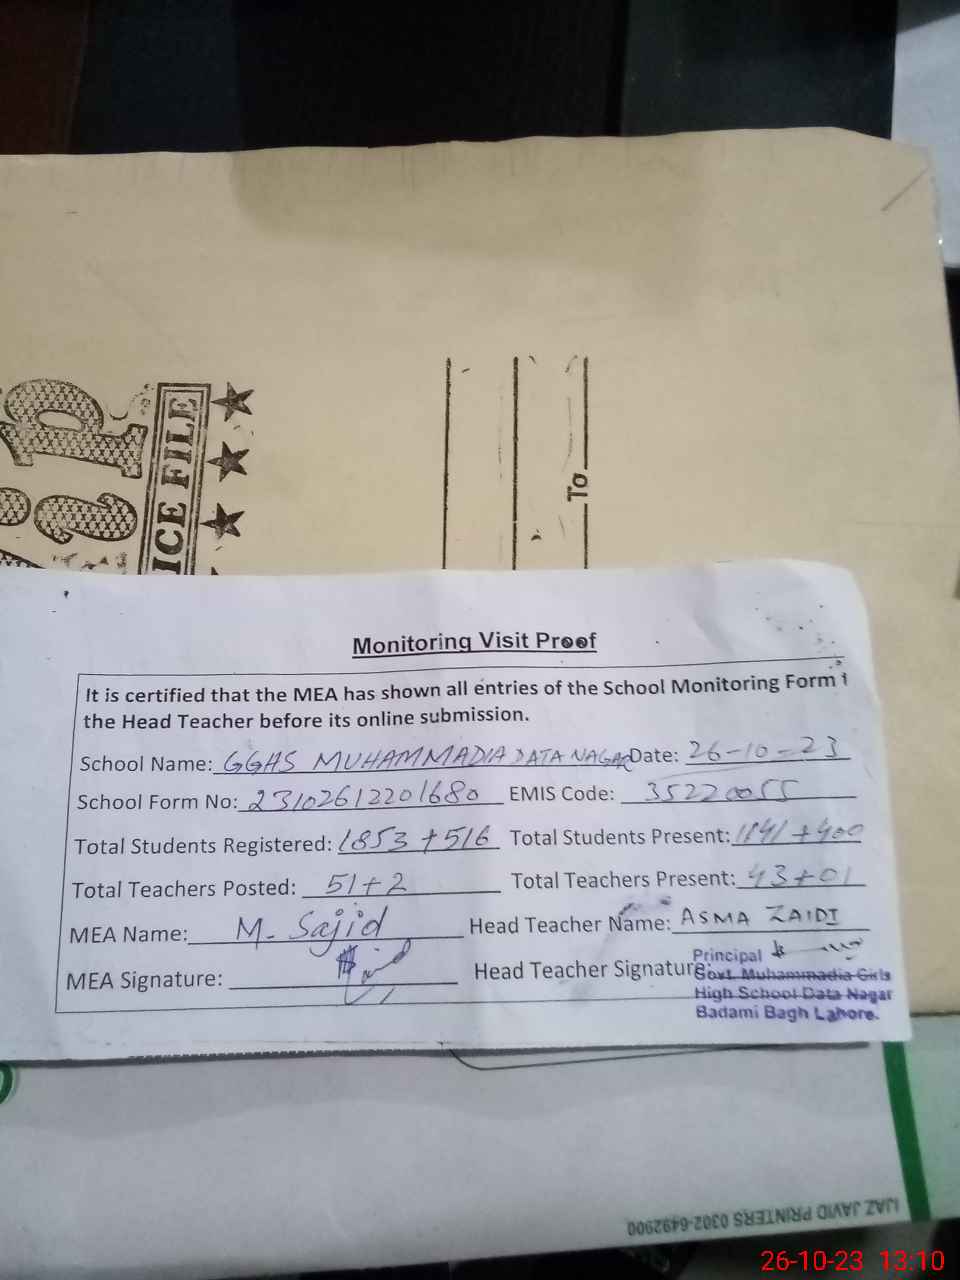 ICE FILE
To
Monitoring Visit Proof
It is certified that the MEA has shown all entries of the School Monitoring Form t
the Head Teacher before its online submission.
School Name: GGHS MUHAMMADIA DATA NAGAR Date: 26-10-23
School Form No: 23102612201680 EMIS Code: 35220055
Total Students Registered: 1853+516 Total Students Present: +400
Total Teachers Posted: 51+2 Total Teachers Present: 43+01
MEA Name: M. Sajid Head Teacher Name: ASMA ZAIDI
MEA Signature: Head Teacher Signature:
Principal
Govt. Muhammadia Girls
High School Data Nagar
Badami Bagh Lahore.
IJAZ JAVID PRINTERS 0302-6492900
26-10-23 13:10